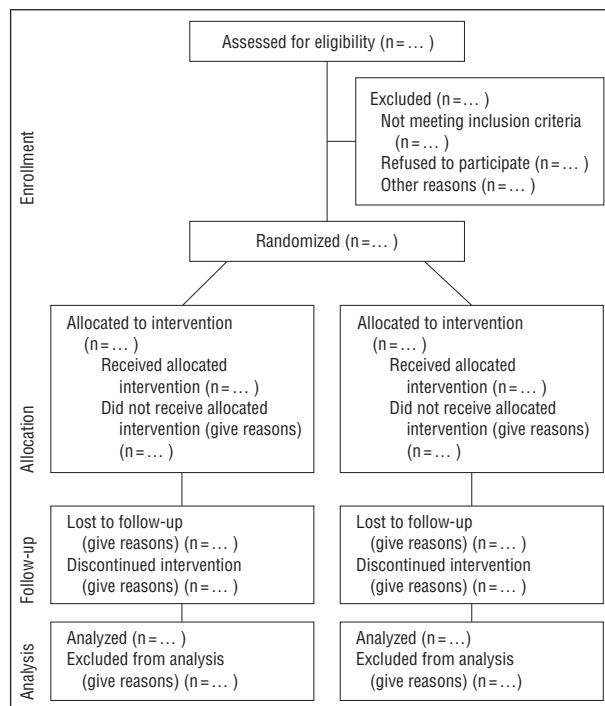 Assessed for eligibility (n=… )
Enrollment
Excluded (n=… )
Not meeting inclusion criteria
(n=… )
Refused to participate (n=… )
Other reasons (n=… )
Randomized (n=… )
Allocation
Allocated to intervention
(n=… )
Received allocated
intervention (n=… )
Did not receive allocated
intervention (give reasons)
(n=… )
Allocated to intervention
(n=… )
Received allocated
intervention (n=… )
Did not receive allocated
intervention (give reasons)
(n=… )
Follow-up
Lost to follow-up
(give reasons) (n=… )
Discontinued intervention
(give reasons) (n=… )
Lost to follow-up
(give reasons) (n=… )
Discontinued intervention
(give reasons) (n=… )
Analysis
Analyzed (n=… )
Excluded from analysis
(give reasons) (n=… )
Analyzed (n=…)
Excluded from analysis
(give reasons) (n=…)